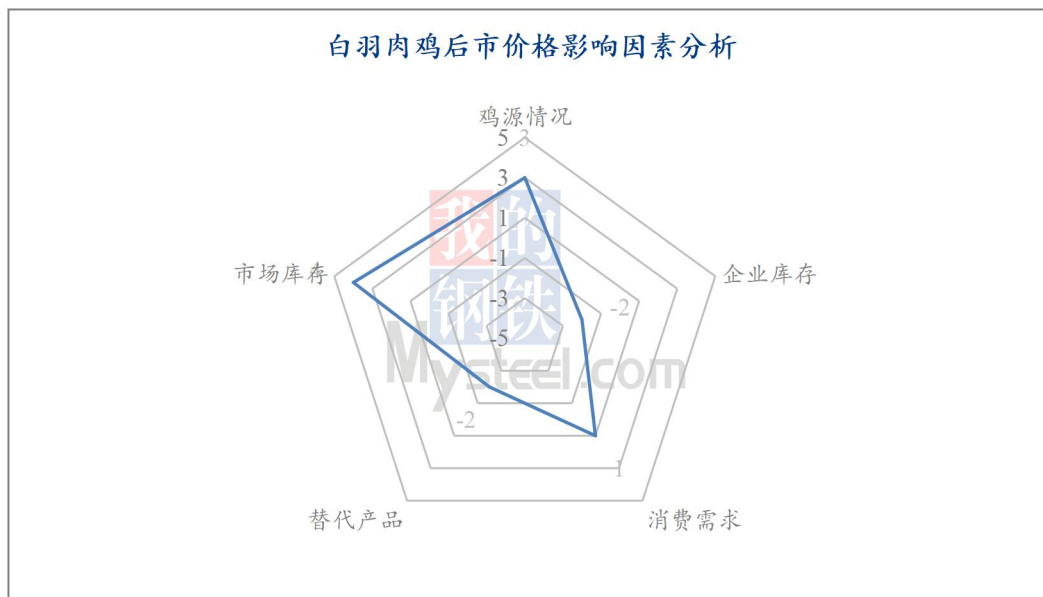 白羽肉鸡后市价格影响因素分析
鸡源情况
5 3
3
1
-1
-3
-5
市场库存
企业库存
-2
我的
钢铁
Mysteel.com
-2
1
替代产品
消费需求